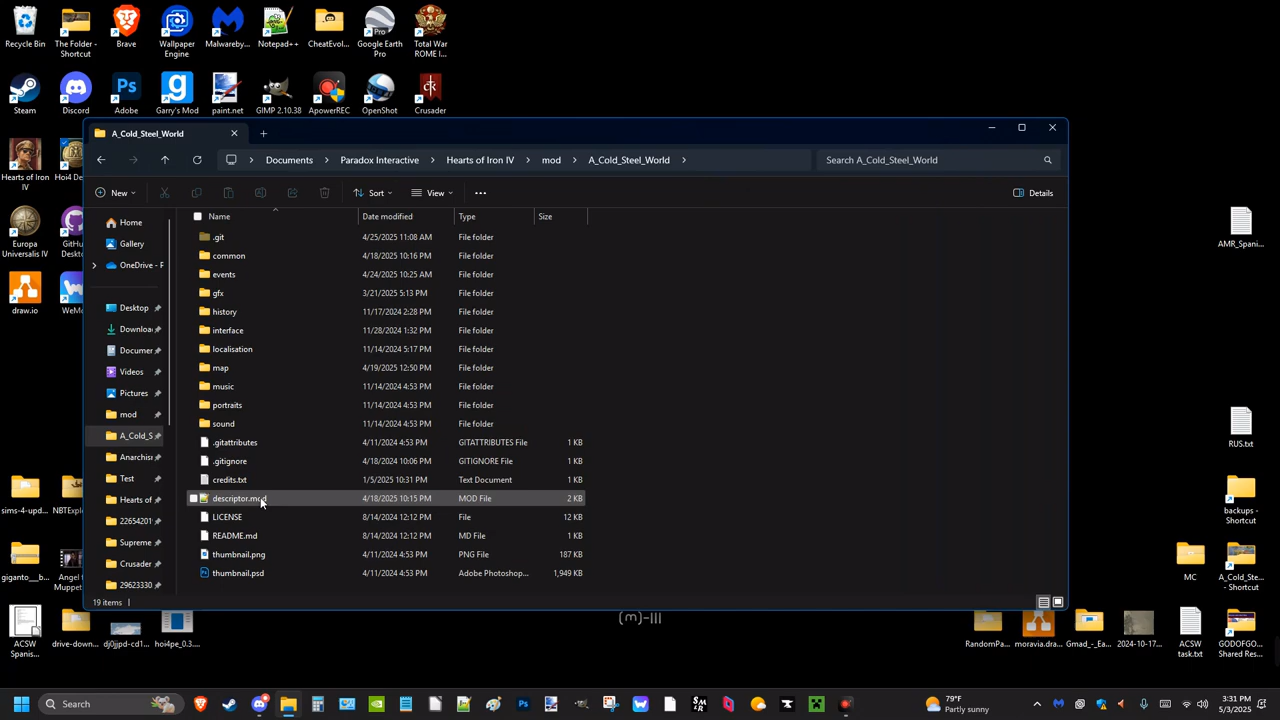 Recycle Bin
The Folder - Shortcut
Brave
Wallpaper Engine
Malwareby...
Notepad++
CheatEvol...
Google Earth Pro
Total War ROME I...
Steam
Discord
Adobe
Garry's Mod
paint.net
GIMP 2.10.38
ApowerREC
OpenShot
Crusader
Hearts of Iron IV
Hoi4 De
Europa Universalis IV
GitHu
Deskto
draw.io
WeMo
A_Cold_Steel_World
Documents
Paradox Interactive
Hearts of Iron IV
mod
A_Cold_Steel_World
Search A_Cold_Steel_World
New
Sort
View
Details
Name
Date modified
Type
Size
Home
Gallery
OneDrive - P
Desktop
Downloa
Documer
Videos
Pictures
mod
A_Cold_S
Anarchis
Test
Hearts of
22654201
Supreme
Crusader
29623330
.git 4/25/2025 11:08 AM File folder
common 4/18/2025 10:16 PM File folder
events 4/24/2025 10:25 AM File folder
gfx 3/21/2025 5:13 PM File folder
history 11/17/2024 2:28 PM File folder
interface 11/28/2024 1:32 PM File folder
localisation 11/14/2024 5:17 PM File folder
map 4/19/2025 12:50 PM File folder
music 11/14/2024 4:53 PM File folder
portraits 11/14/2024 4:53 PM File folder
sound 11/14/2024 4:53 PM File folder
.gitattributes 4/11/2024 4:53 PM GITATTRIBUTES File 1 KB
.gitignore 4/18/2024 10:06 PM GITIGNORE File 1 KB
credits.txt 1/5/2025 10:31 PM Text Document 1 KB
descriptor.mod 4/18/2025 10:15 PM MOD File 2 KB
LICENSE 8/14/2024 12:12 PM File 12 KB
README.md 8/14/2024 12:12 PM MD File 2 KB
thumbnail.png 4/11/2024 4:53 PM PNG File 187 KB
thumbnail.psd 4/11/2024 4:53 PM Adobe Photoshop... 1,949 KB
19 items
AMR_Spani...
RUS.txt
sims-4-upd...
NBTExplo
backups - Shortcut
giganto__b...
Angel
Muppet
MC
A_Cold_Ste... - Shortcut
ACSW Spanis...
drive-down...
dj0jjpd-cd1...
hoi4pe_0.3...
(m)-III
RandomPa...
moravia.dra...
Gmad_-_Ea...
2024-10-17...
ACSW task.txt
GODOFGO... Shared Res...
Search
79°F
Partly sunny
3:31 PM
5/3/2025